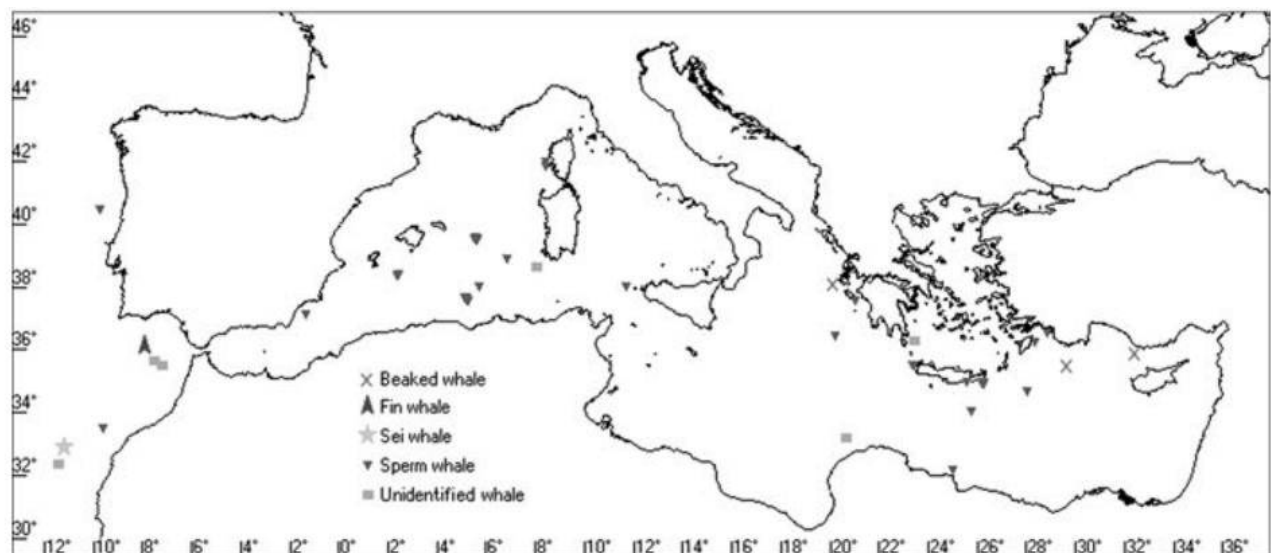 46°
44°
42°
40°
38°
36°
34°
32°
30°
Beaked whale
Fin whale
Sei whale
Sperm whale
Unidentified whale
|12° |10° |8° |6° |4° |2° |0° |2° |4° |6° |8° |10° |12° |14° |16° |18° |20° |22° |24° |26° |28° |30° |32° |34° |36°